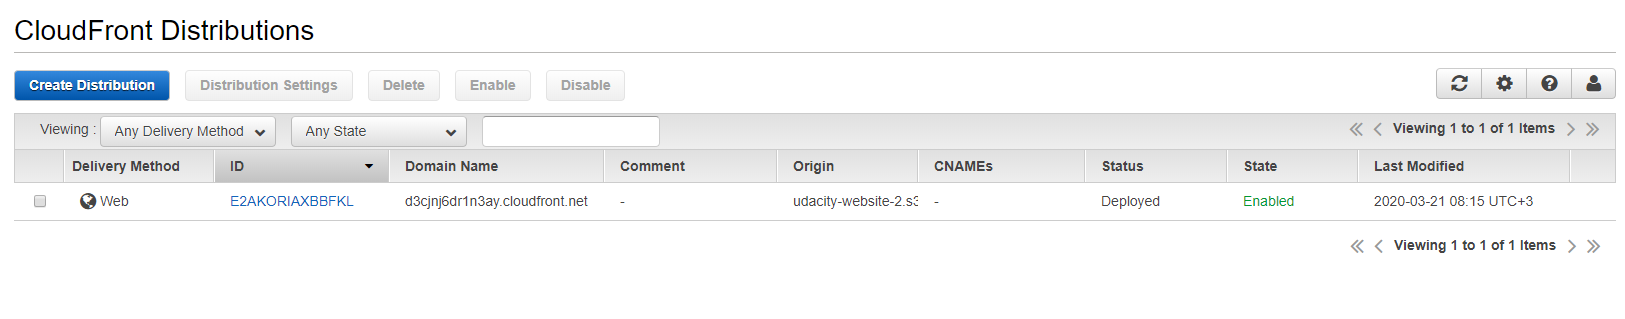 CloudFront Distributions
Create Distribution Distribution Settings Delete Enable Disable
Viewing : Any Delivery Method Any State Viewing 1 to 1 of 1 Items
Delivery Method ID Domain Name Comment Origin CNAMEs Status State Last Modified
Web E2AKORIAXBBFKL d3cjnj6dr1n3ay.cloudfront.net - udacity-website-2.s3 - Deployed Enabled 2020-03-21 08:15 UTC+3
Viewing 1 to 1 of 1 Items